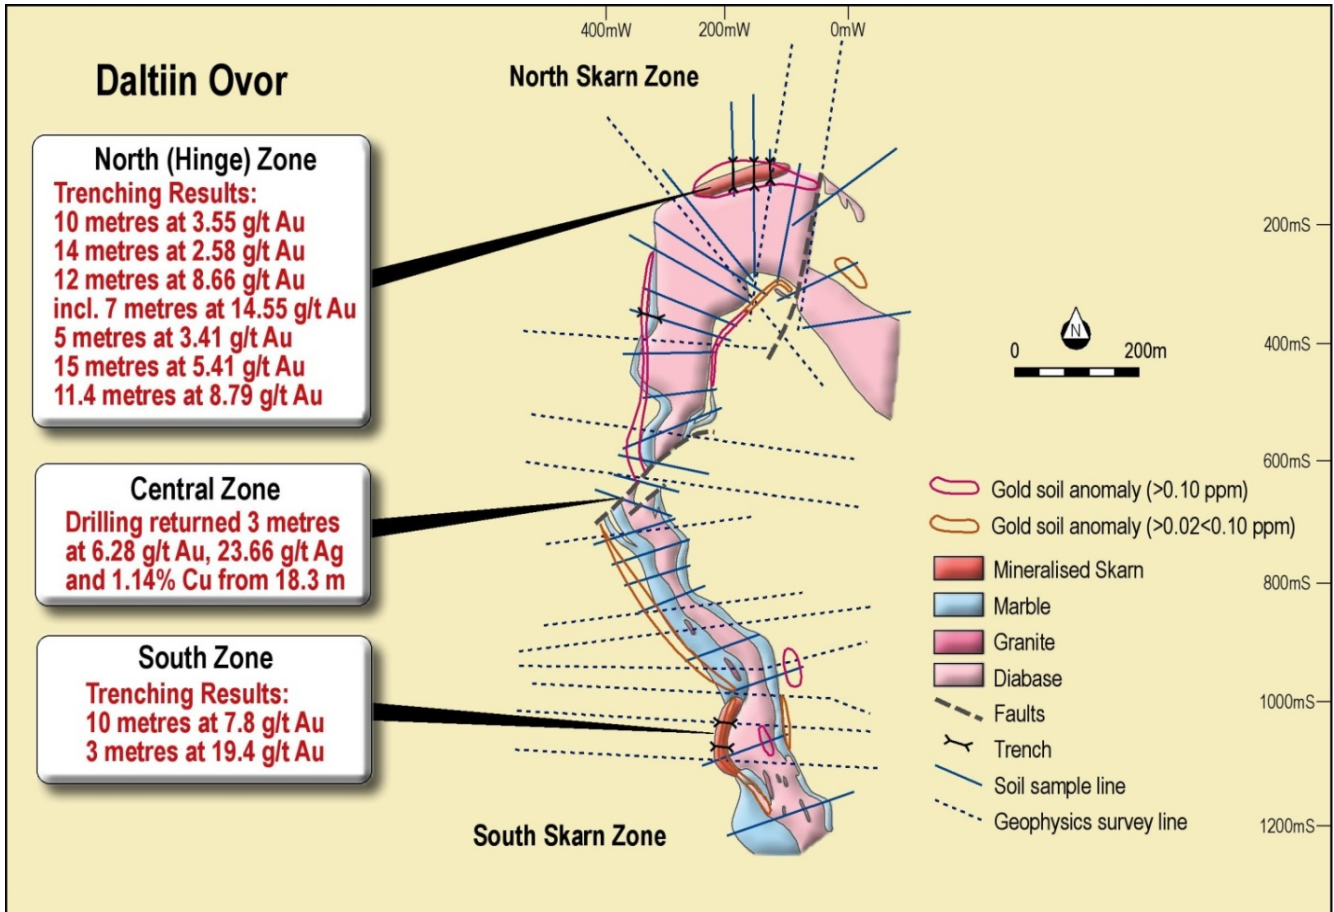 400mW 200mW 0mW
North Skarn Zone
Daltiin Ovor
North (Hinge) Zone
Trenching Results:
10 metres at 3.55 g/t Au
14 metres at 2.58 g/t Au
12 metres at 8.66 g/t Au
incl. 7 metres at 14.55 g/t Au
5 metres at 3.41 g/t Au
15 metres at 5.41 g/t Au
11.4 metres at 8.79 g/t Au
Central Zone
Drilling returned 3 metres
at 6.28 g/t Au, 23.66 g/t Ag
and 1.14% Cu from 18.3 m
South Zone
Trenching Results:
10 metres at 7.8 g/t Au
3 metres at 19.4 g/t Au
South Skarn Zone
N
0 200m
Gold soil anomaly (>0.10 ppm)
Gold soil anomaly (>0.02<0.10 ppm)
Mineralised Skarn
Marble
Granite
Diabase
Faults
Trench
Soil sample line
Geophysics survey line
200mS
400mS
600mS
800mS
1000mS
1200mS